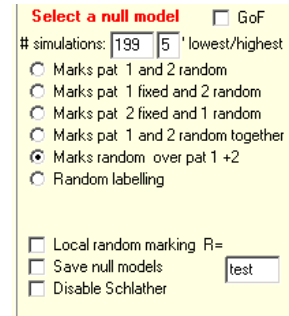 Select a null model GoF
# simulations: 199 5 ' lowest/highest
Marks pat 1 and 2 random
Marks pat 1 fixed and 2 random
Marks pat 2 fixed and 1 random
Marks pat 1 and 2 random together
Marks random over pat 1 +2
Random labelling
Local random marking R=
Save null models test
Disable Schlather